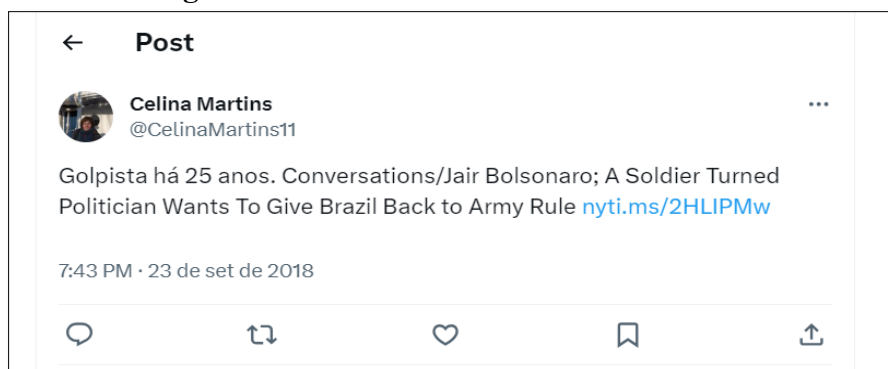 Post
Celina Martins
@CelinaMartins11
Golpista há 25 anos. Conversations/Jair Bolsonaro; A Soldier Turned
Politician Wants To Give Brazil Back to Army Rule nyti.ms/2HLIPMw
7:43 PM · 23 de set de 2018